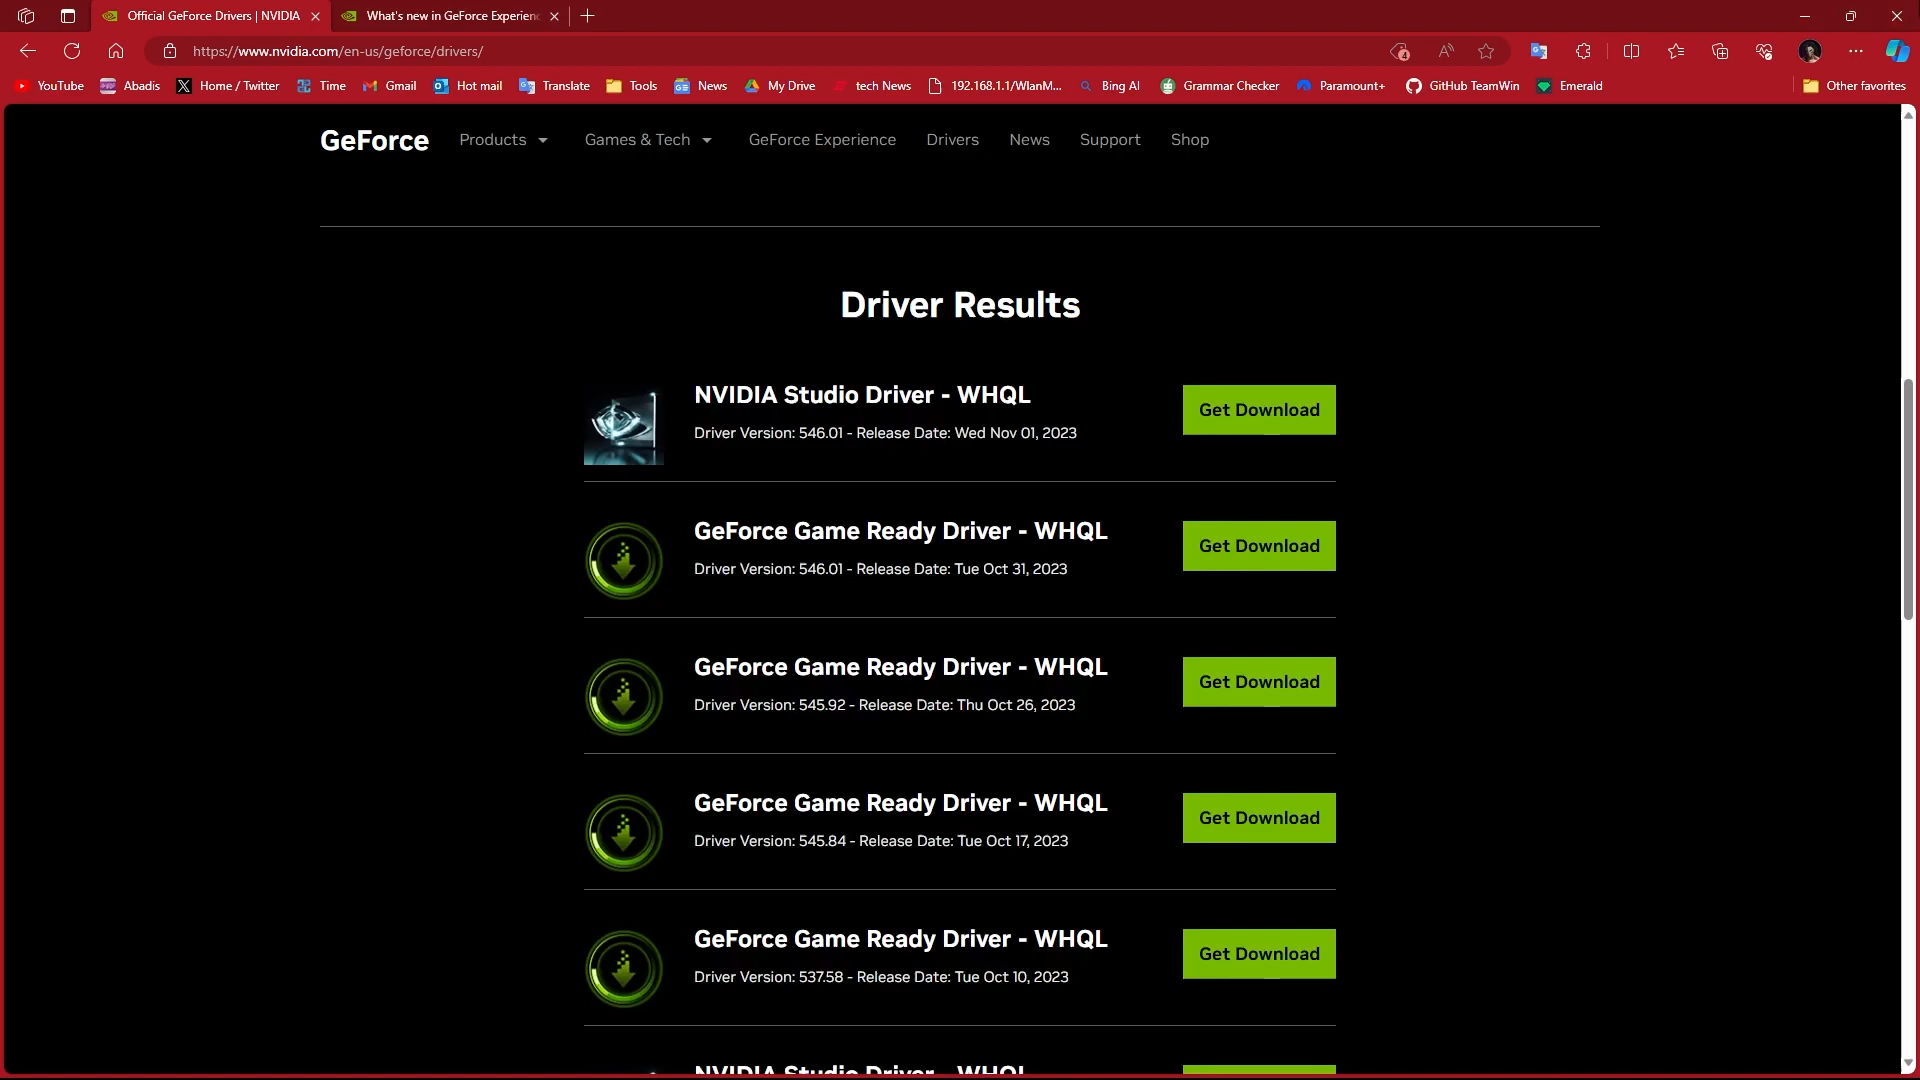 Official GeForce Drivers | NVIDIA
What's new in GeForce Experienc
https://www.nvidia.com/en-us/geforce/drivers/
4
YouTube
Abadis
Home / Twitter
Time
Gmail
Hot mail
Translate
Tools
News
My Drive
tech News
192.168.1.1/WlanM...
Bing AI
Grammar Checker
Paramount+
GitHub TeamWin
Emerald
Other favorites
GeForce
Products
Games & Tech
GeForce Experience
Drivers
News
Support
Shop
Driver Results
NVIDIA Studio Driver - WHQL
Driver Version: 546.01 - Release Date: Wed Nov 01, 2023
Get Download
GeForce Game Ready Driver - WHQL
Driver Version: 546.01 - Release Date: Tue Oct 31, 2023
Get Download
GeForce Game Ready Driver - WHQL
Driver Version: 545.92 - Release Date: Thu Oct 26, 2023
Get Download
GeForce Game Ready Driver - WHQL
Driver Version: 545.84 - Release Date: Tue Oct 17, 2023
Get Download
GeForce Game Ready Driver - WHQL
Driver Version: 537.58 - Release Date: Tue Oct 10, 2023
Get Download
NVIDIA Studio Driver - WHQL